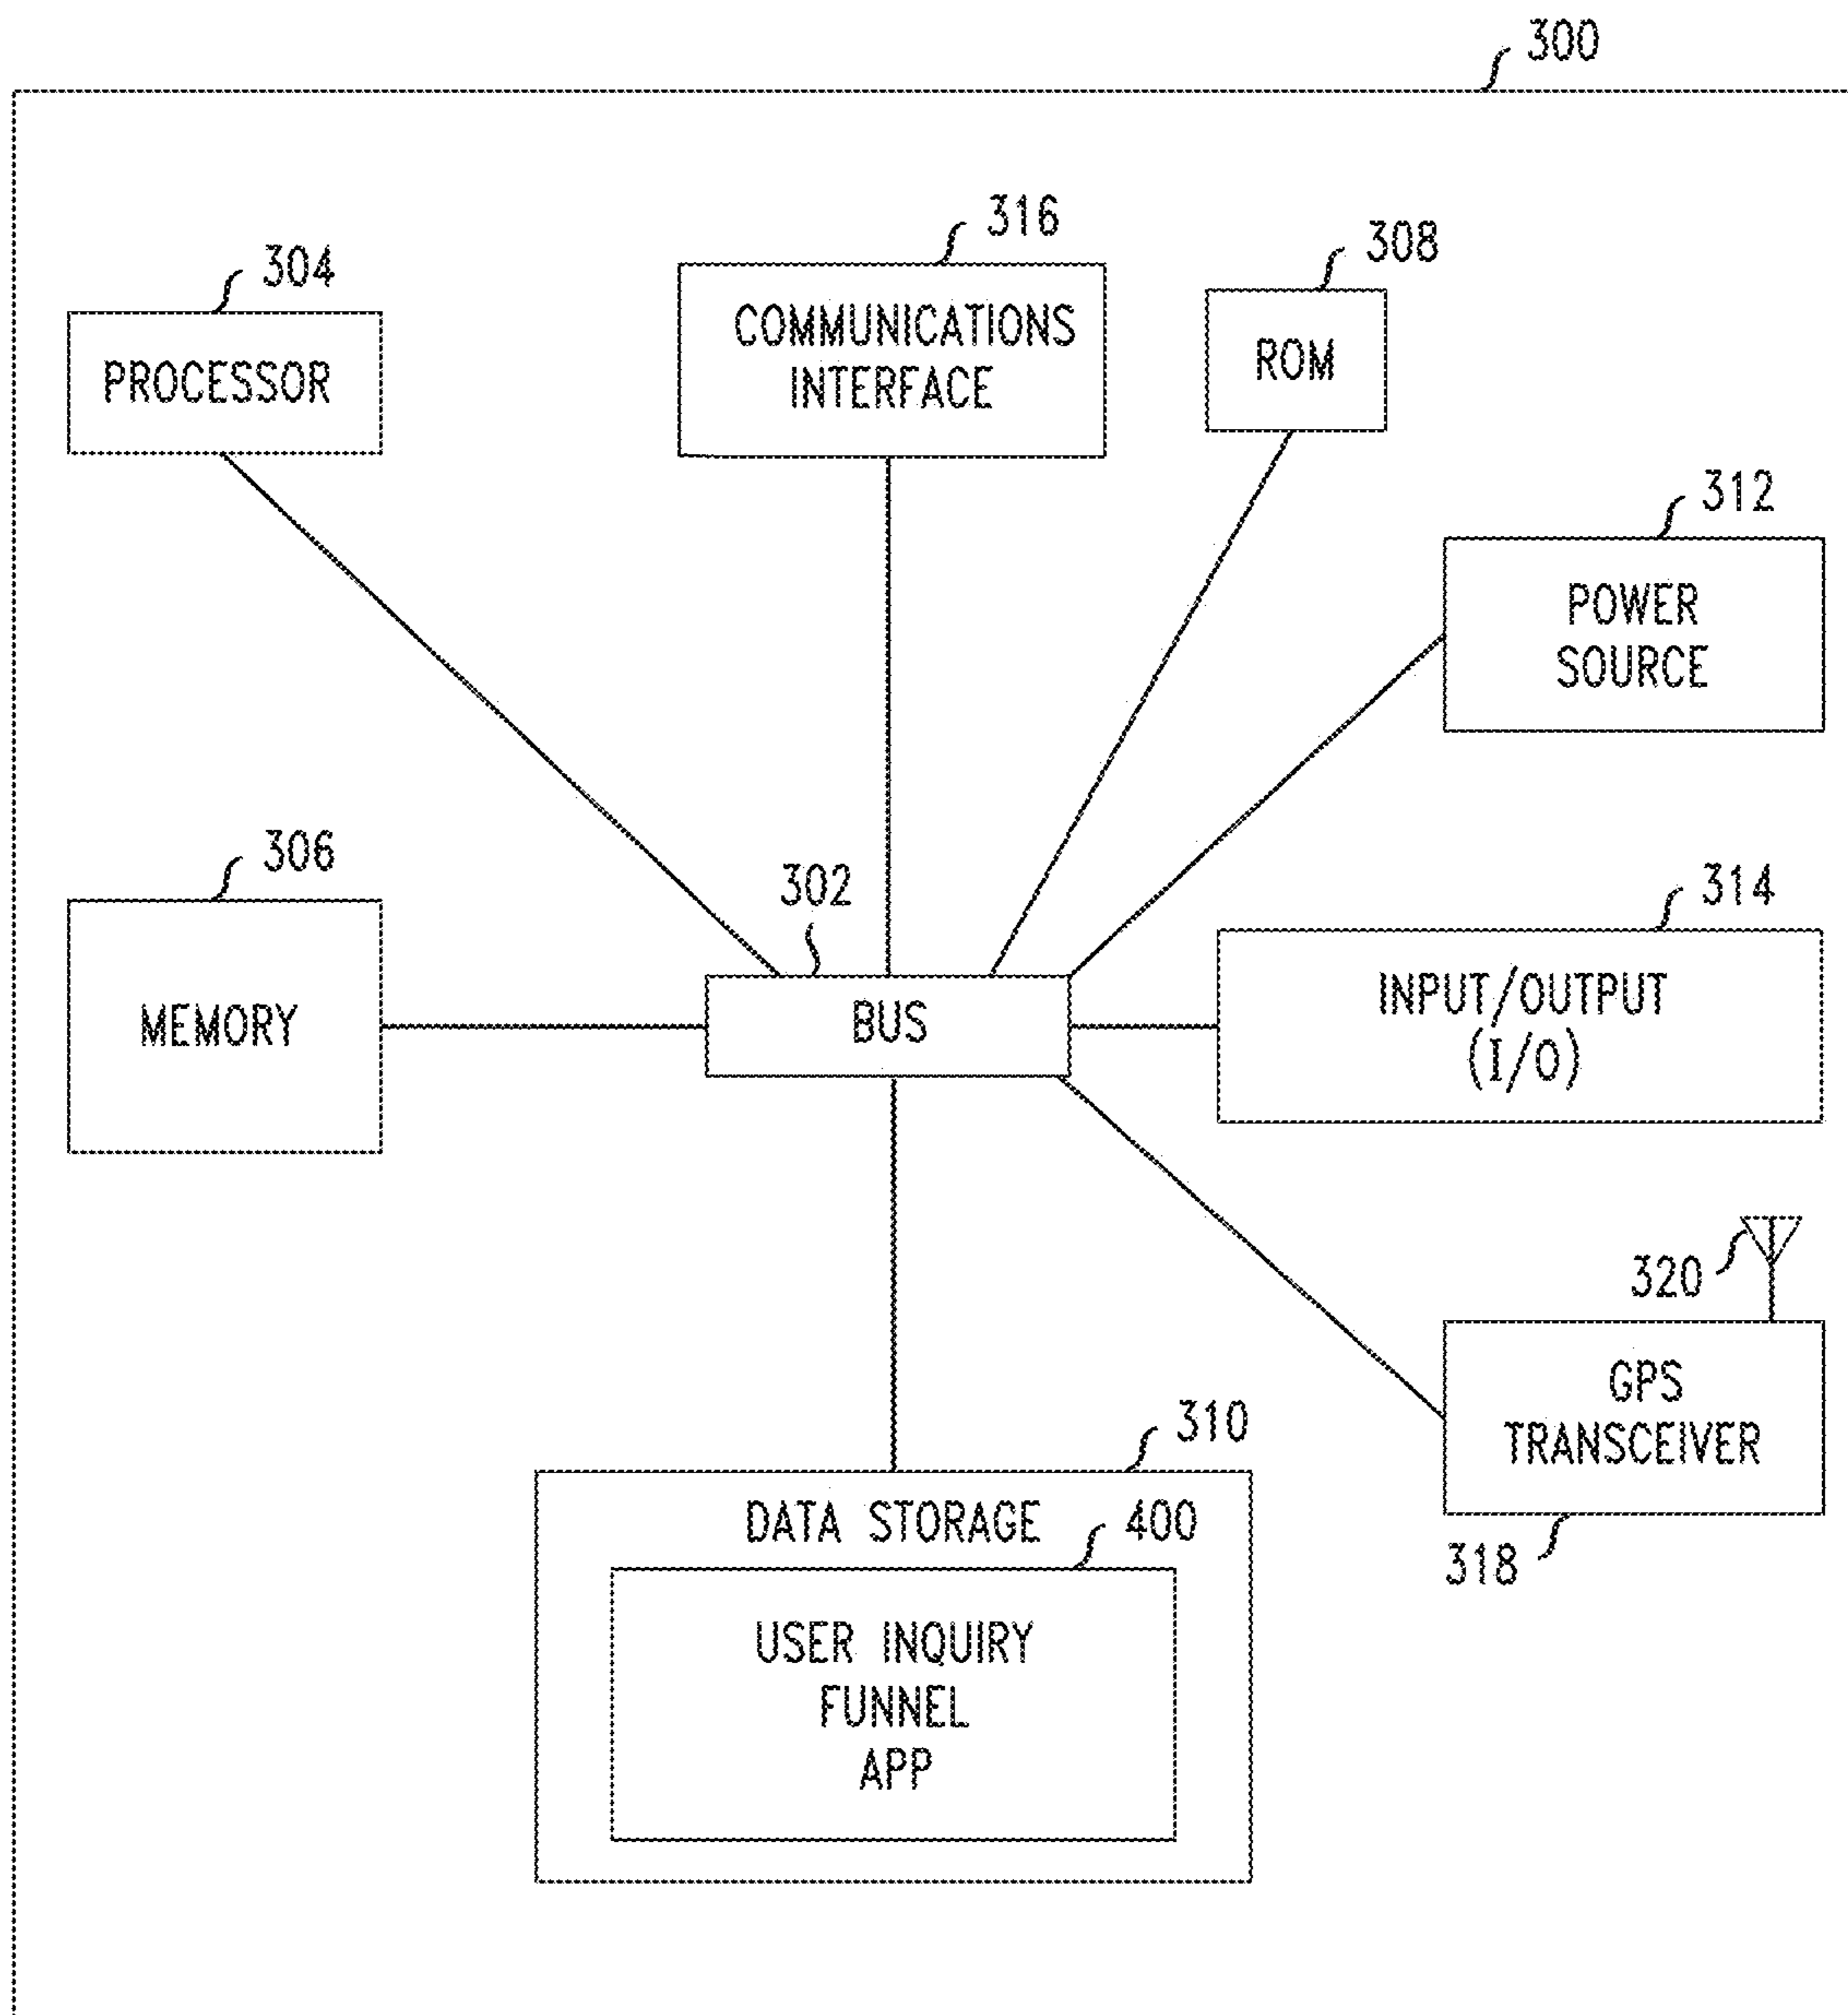 300
316
308
304
COMMUNICATIONS
INTERFACE
ROM
PROCESSOR
312
POWER
SOURCE
306
302
314
MEMORY
BUS
INPUT/OUTPUT
(I/O)
320
GPS
TRANSCEIVER
318
310
DATA STORAGE
400
USER INQUIRY
FUNNEL
APP